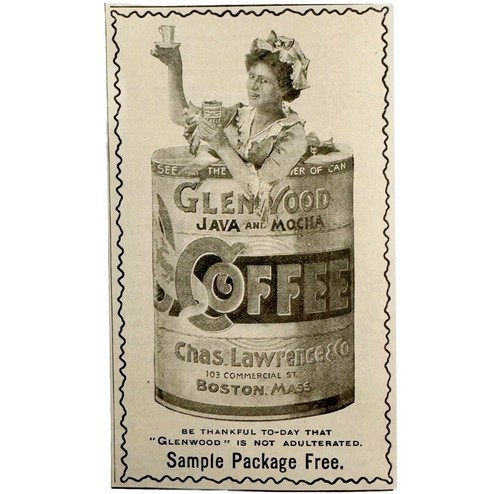 SEE THE OF CAN
GLENWOOD
JAVA AND MOCHA
COFFEE
Chas. Lawrence & Co
103 COMMERCIAL ST.
BOSTON, MASS
BE THANKFUL TO-DAY THAT
"GLENWOOD" IS NOT ADULTERATED.
Sample Package Free.